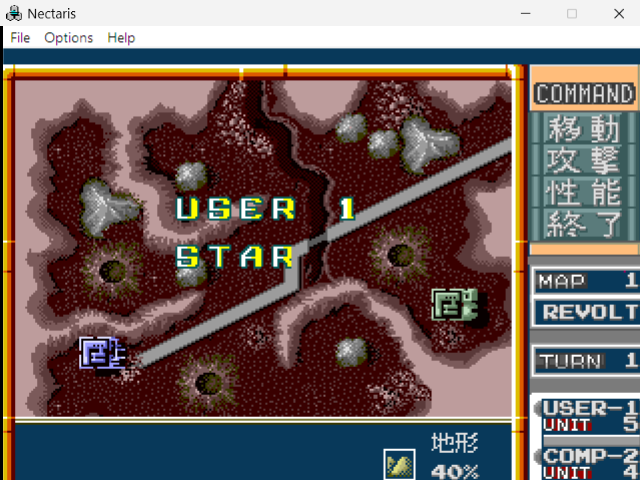 Nectaris
File Options Help
COMMAND
移動
攻撃
性能
終了
USER 1
STAR
MAP 1
REVOLT
TURN 1
USER-1
UNIT 5
COMP-2
UNIT 4
地形
40%